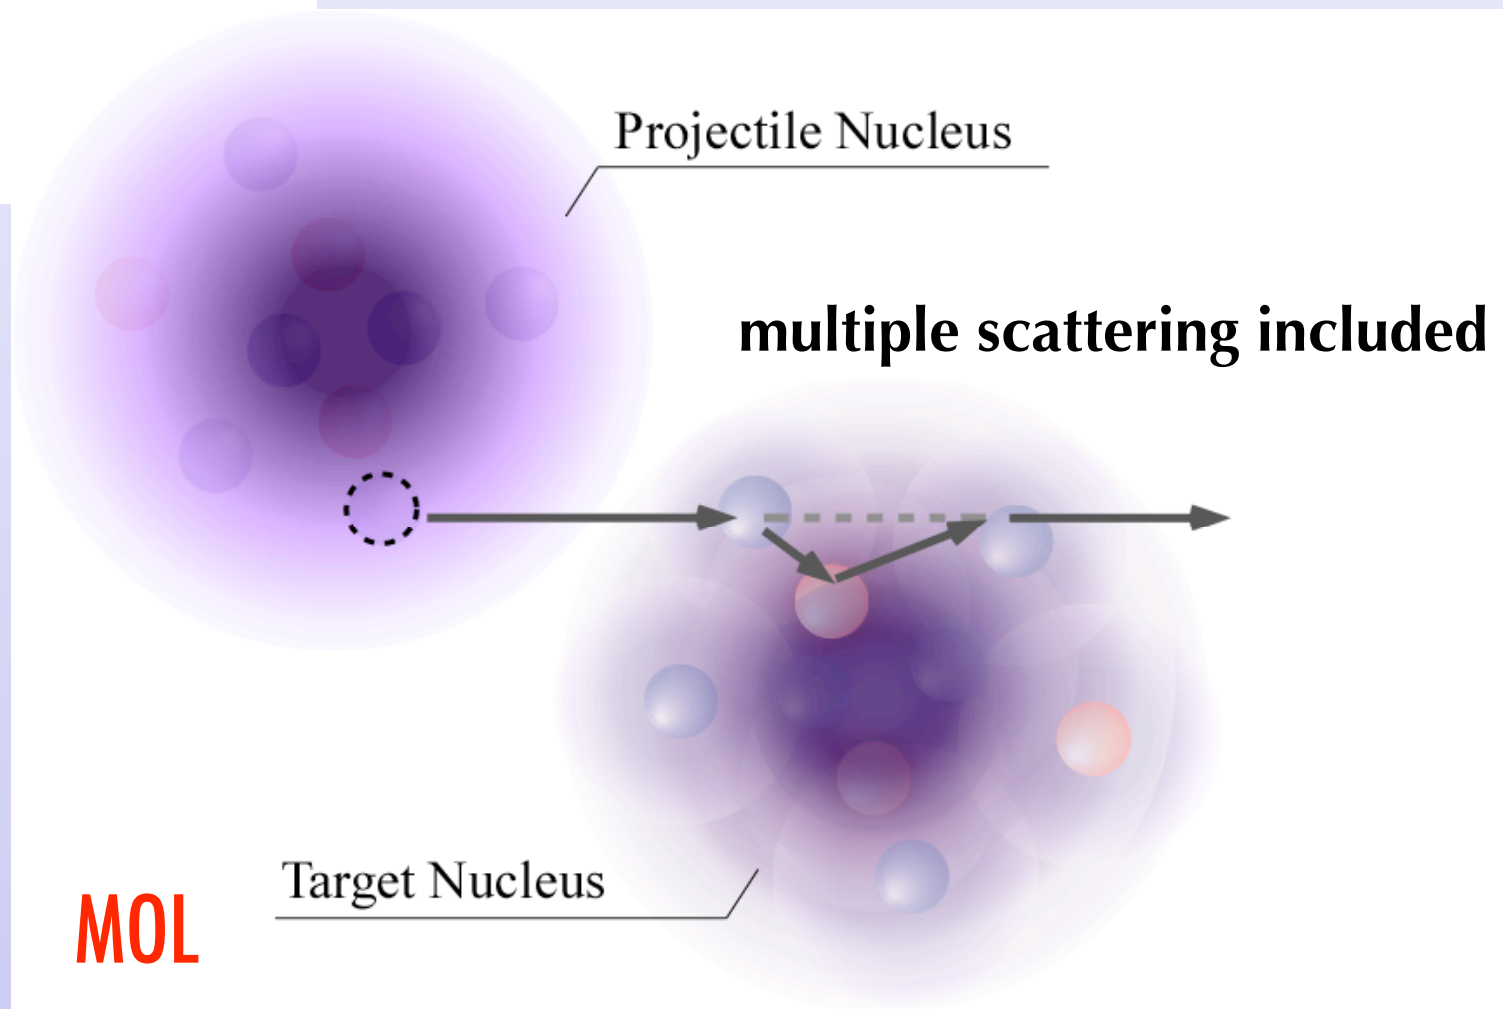 Projectile Nucleus
multiple scattering included
Target Nucleus
MOL